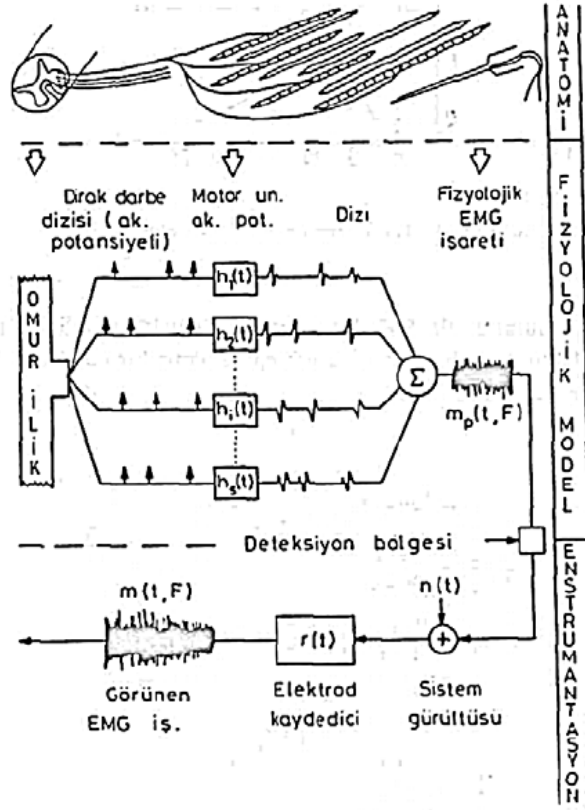 ANATOMİ
Dirak darbe
dizisi (ak.
potansiyeli)
Motor un.
ak. pot.
Dizi
Fizyolojik
EMG
işareti
FİZYOLOJİK MODEL
OMUR İLİK
h₁(t)
h₂(t)
hᵢ(t)
hₛ(t)
Σ
mₚ(t,F)
Deteksiyon bölgesi
ENSTRUMANTASYON
m(t,F)
n(t)
r(t)
+
Görünen
EMG iş.
Elektrod
kaydedici
Sistem
gürültüsü